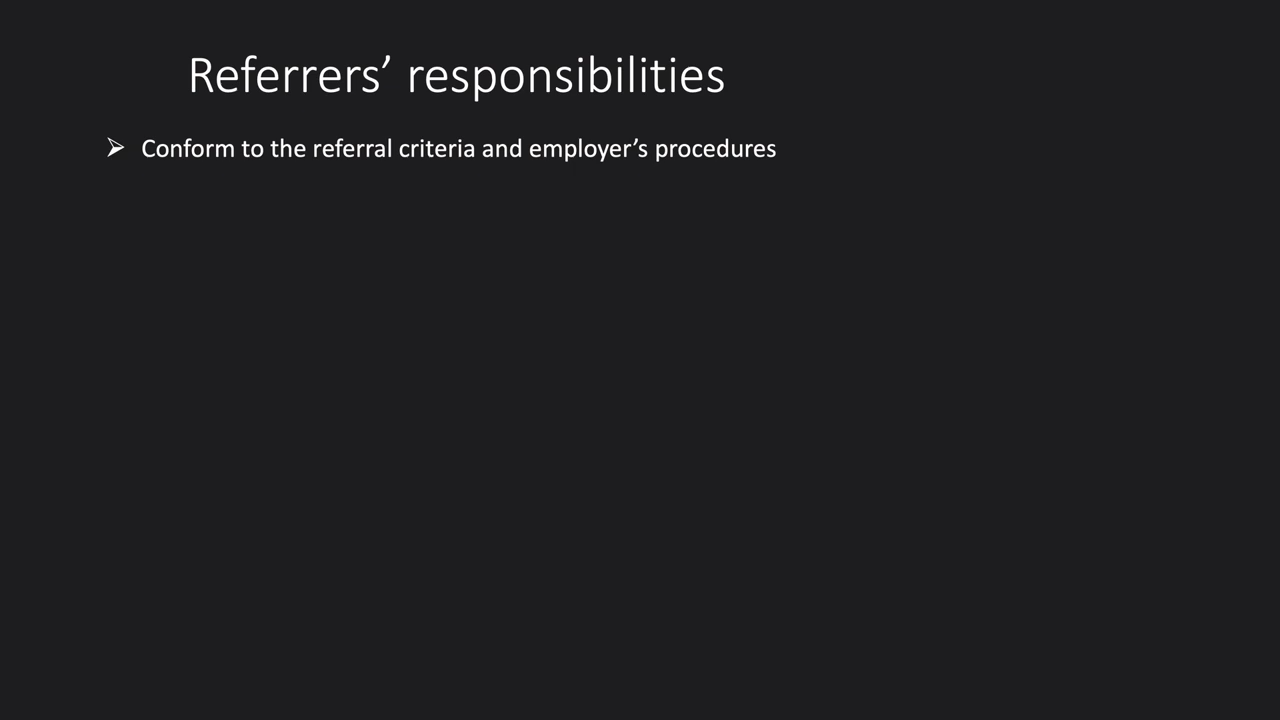 Referrers’ responsibilities
➢ Conform to the referral criteria and employer’s procedures